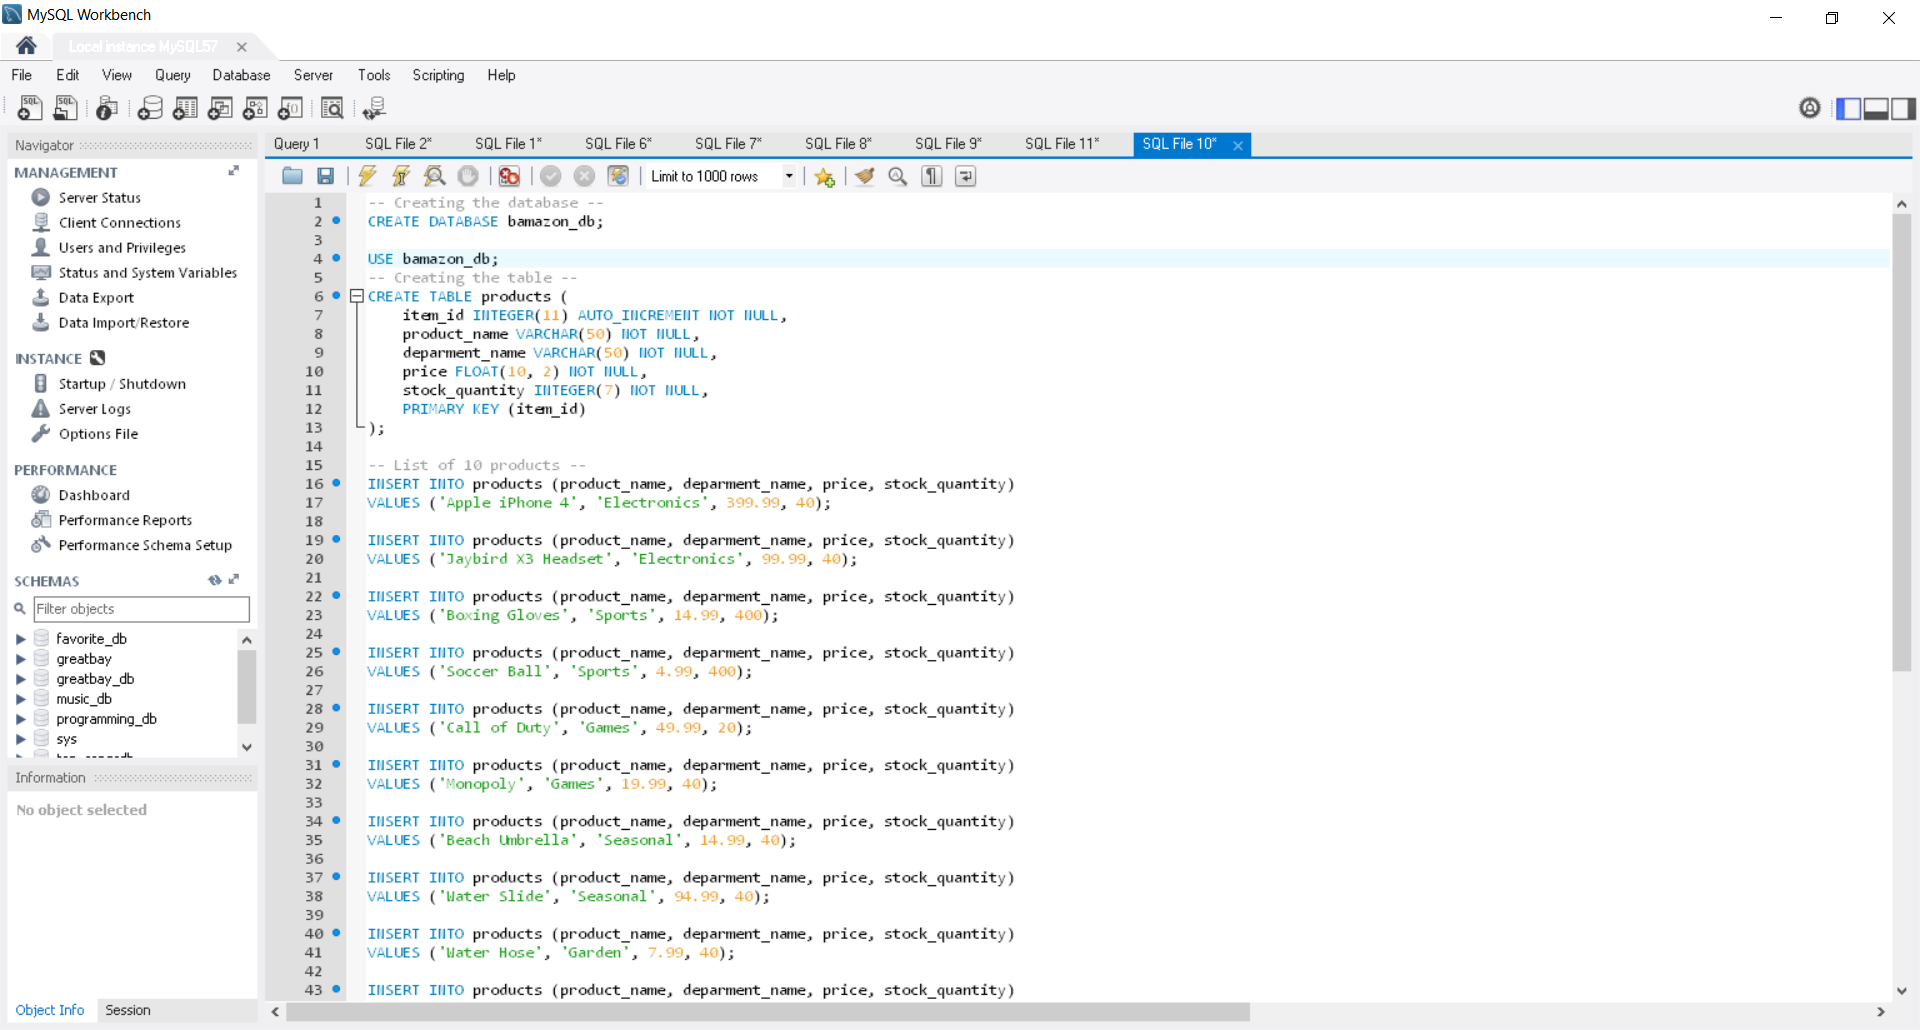 MySQL Workbench
Local instance MySQL57
File Edit View Query Database Server Tools Scripting Help
Navigator
MANAGEMENT
Server Status
Client Connections
Users and Privileges
Status and System Variables
Data Export
Data Import/Restore
INSTANCE
Startup / Shutdown
Server Logs
Options File
PERFORMANCE
Dashboard
Performance Reports
Performance Schema Setup
SCHEMAS
Filter objects
favorite_db
greatbay
greatbay_db
music_db
programming_db
sys
Information
No object selected
Object Info Session
Query 1 SQL File 2* SQL File 1* SQL File 6* SQL File 7* SQL File 8* SQL File 9* SQL File 11* SQL File 10*
Limit to 1000 rows
1 -- Creating the database --
2 CREATE DATABASE bamazon_db;
3
4 USE bamazon_db;
5 -- Creating the table --
6 CREATE TABLE products (
7 item_id INTEGER(11) AUTO_INCREMENT NOT NULL,
8 product_name VARCHAR(50) NOT NULL,
9 deparment_name VARCHAR(50) NOT NULL,
10 price FLOAT(10, 2) NOT NULL,
11 stock_quantity INTEGER(7) NOT NULL,
12 PRIMARY KEY (item_id)
13 );
14
15 -- List of 10 products --
16 INSERT INTO products (product_name, deparment_name, price, stock_quantity)
17 VALUES ('Apple iPhone 4', 'Electronics', 399.99, 40);
18
19 INSERT INTO products (product_name, deparment_name, price, stock_quantity)
20 VALUES ('Jaybird X3 Headset', 'Electronics', 99.99, 40);
21
22 INSERT INTO products (product_name, deparment_name, price, stock_quantity)
23 VALUES ('Boxing Gloves', 'Sports', 14.99, 400);
24
25 INSERT INTO products (product_name, deparment_name, price, stock_quantity)
26 VALUES ('Soccer Ball', 'Sports', 4.99, 400);
27
28 INSERT INTO products (product_name, deparment_name, price, stock_quantity)
29 VALUES ('Call of Duty', 'Games', 49.99, 20);
30
31 INSERT INTO products (product_name, deparment_name, price, stock_quantity)
32 VALUES ('Monopoly', 'Games', 19.99, 40);
33
34 INSERT INTO products (product_name, deparment_name, price, stock_quantity)
35 VALUES ('Beach Umbrella', 'Seasonal', 14.99, 40);
36
37 INSERT INTO products (product_name, deparment_name, price, stock_quantity)
38 VALUES ('Water Slide', 'Seasonal', 94.99, 40);
39
40 INSERT INTO products (product_name, deparment_name, price, stock_quantity)
41 VALUES ('Water Hose', 'Garden', 7.99, 40);
42
43 INSERT INTO products (product_name, deparment_name, price, stock_quantity)